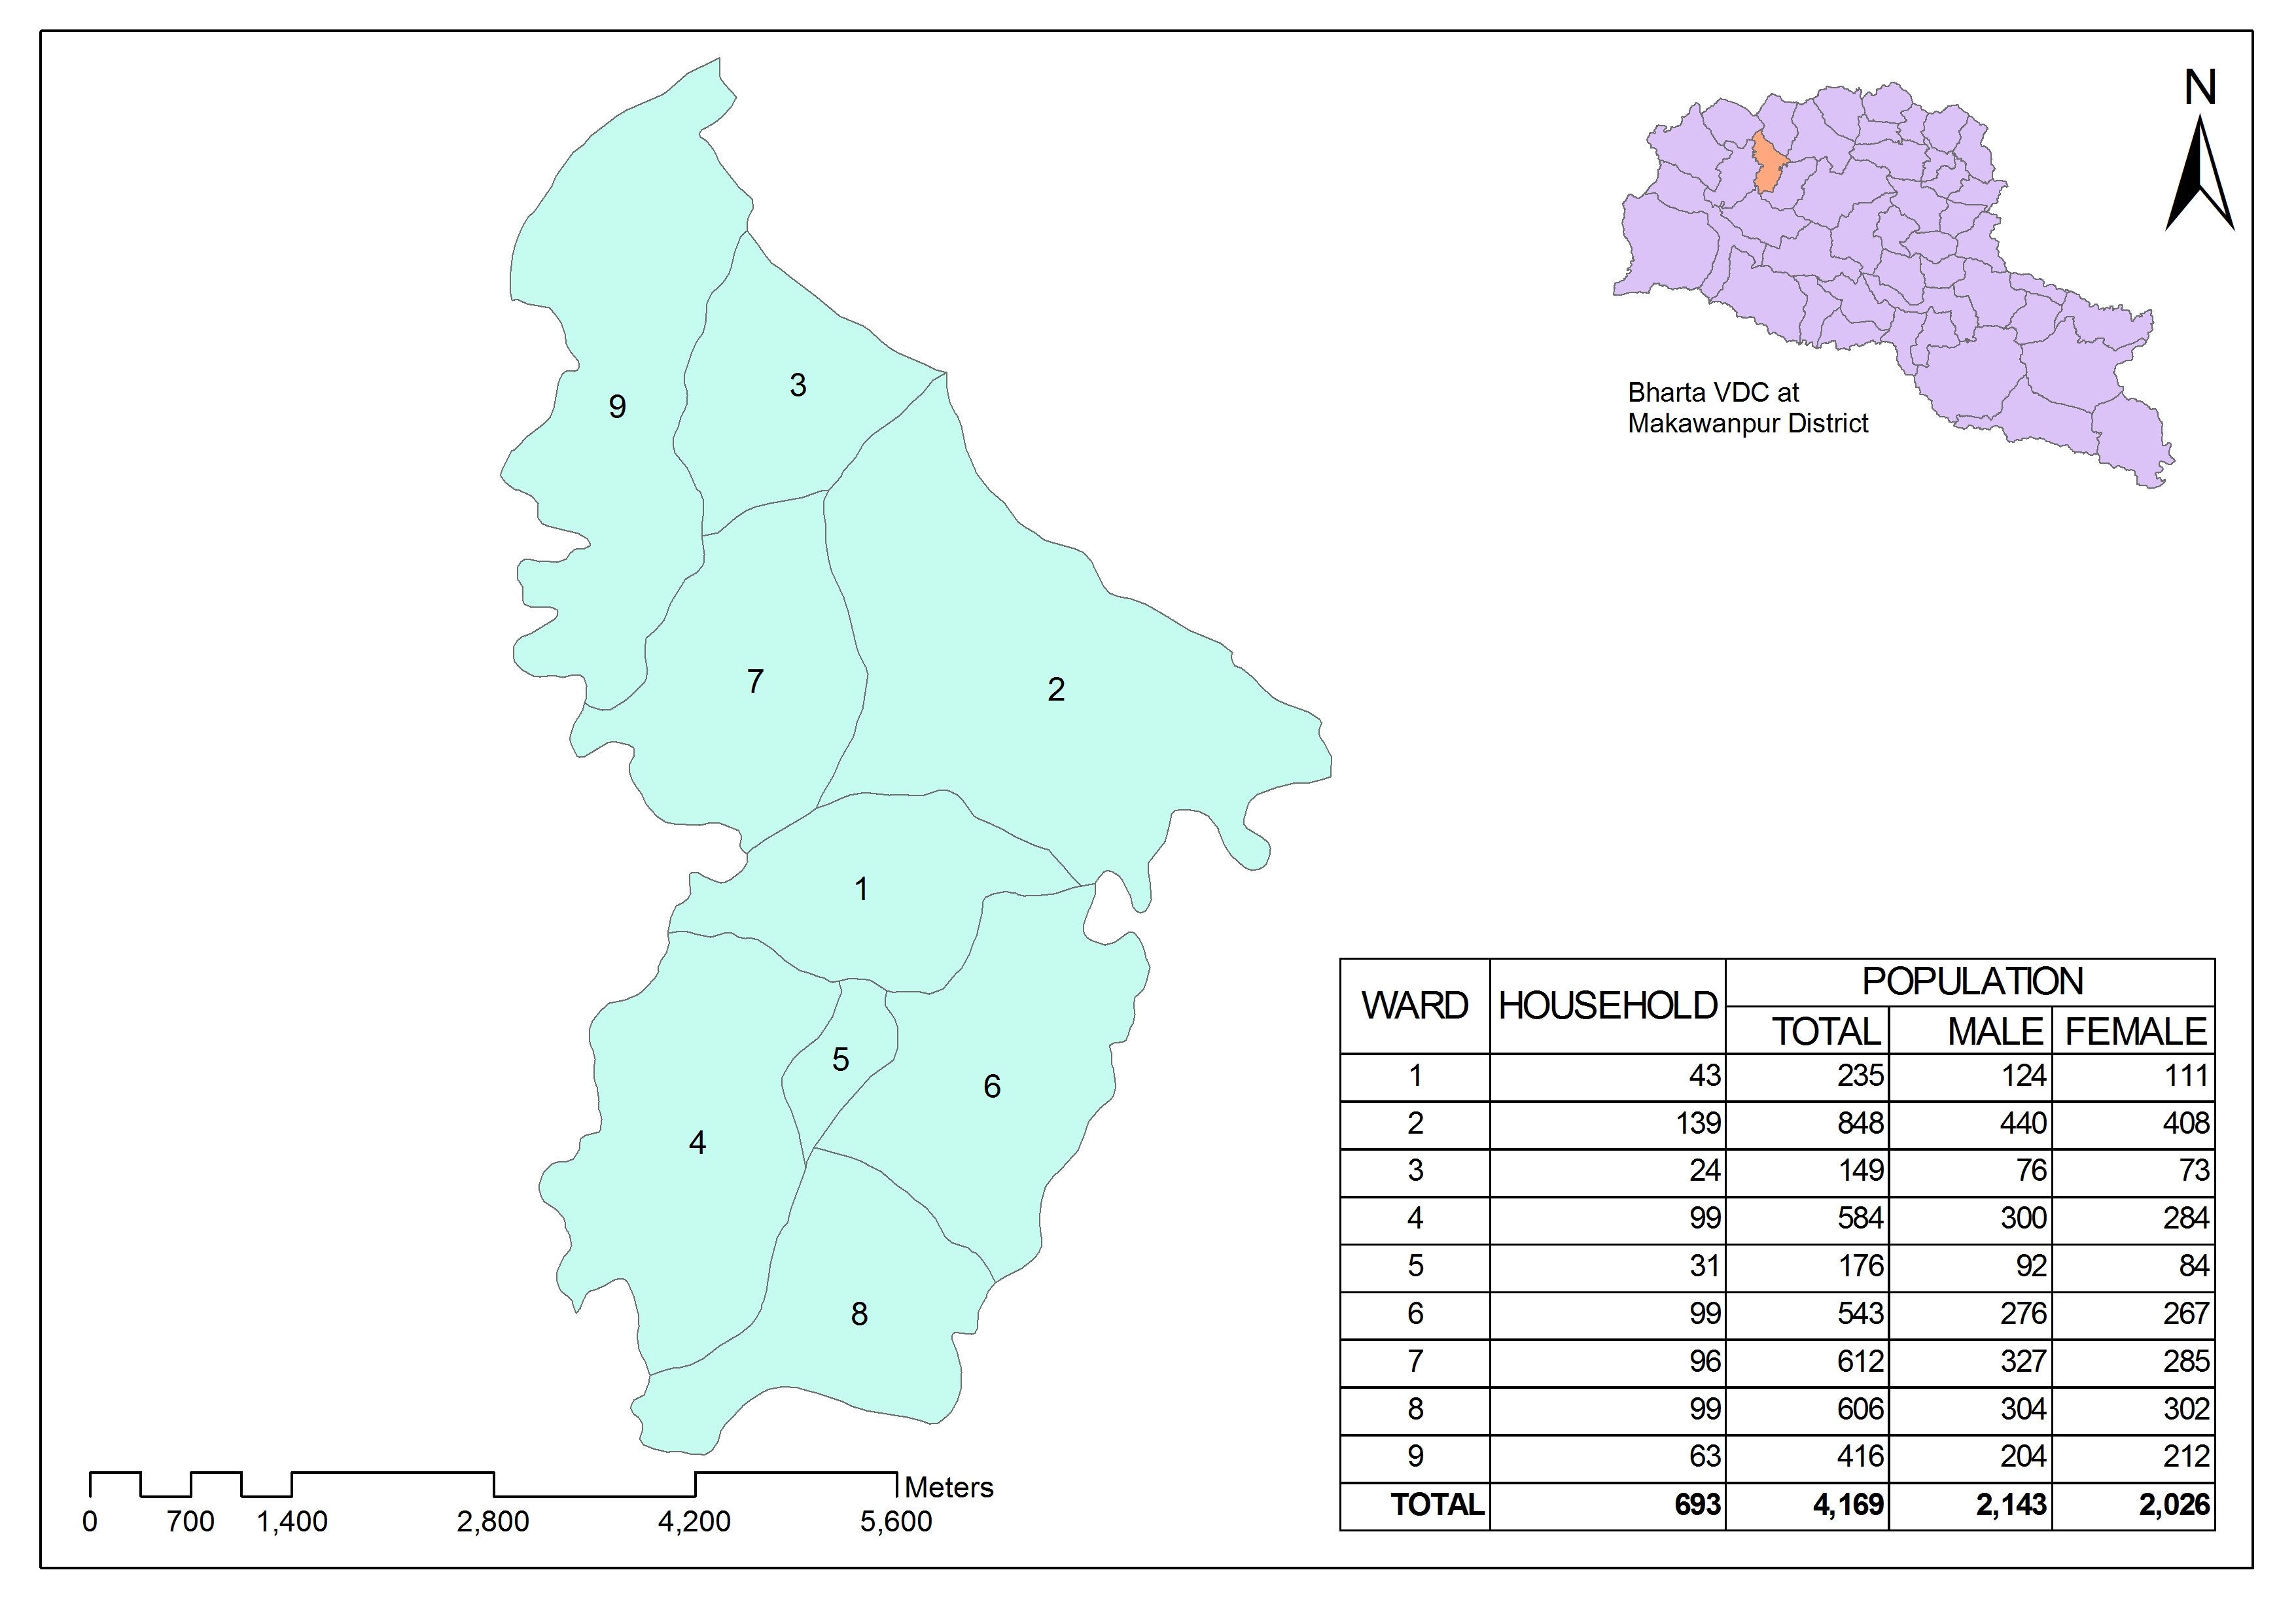 N
Bharta VDC at
Makawanpur District
9
3
7
2
1
5
6
4
8
WARD HOUSEHOLD POPULATION
TOTAL MALE FEMALE
1 43 235 124 111
2 139 848 440 408
3 24 149 76 73
4 99 584 300 284
5 31 176 92 84
6 99 543 276 267
7 96 612 327 285
8 99 606 304 302
9 63 416 204 212
TOTAL 693 4,169 2,143 2,026
Meters
0 700 1,400 2,800 4,200 5,600